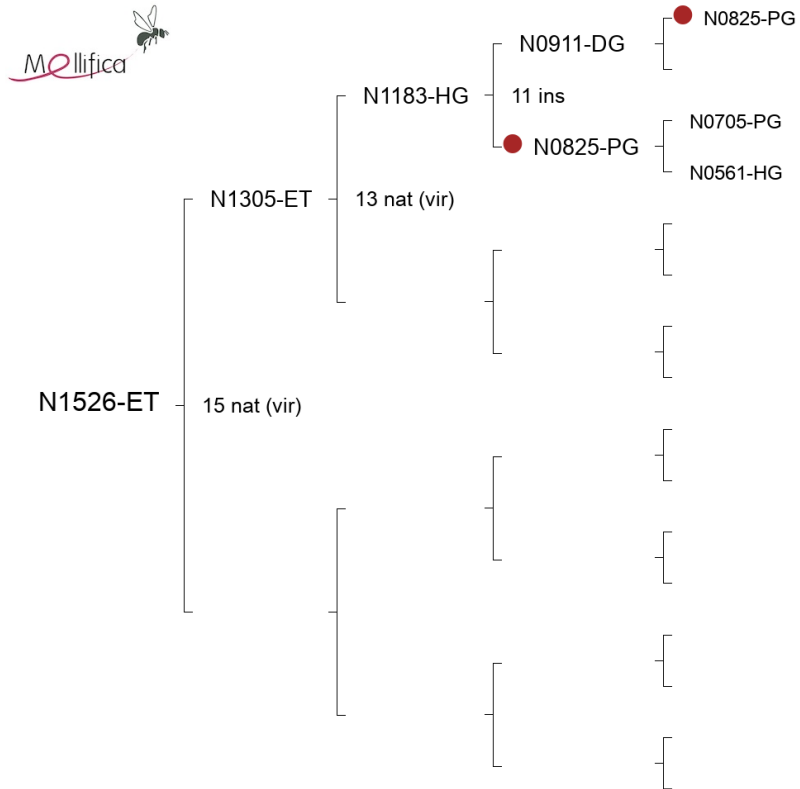 Mellifica
N0825-PG
N0911-DG
N1183-HG
11 ins
N0705-PG
N0825-PG
N0561-HG
N1305-ET
13 nat (vir)
N1526-ET
15 nat (vir)